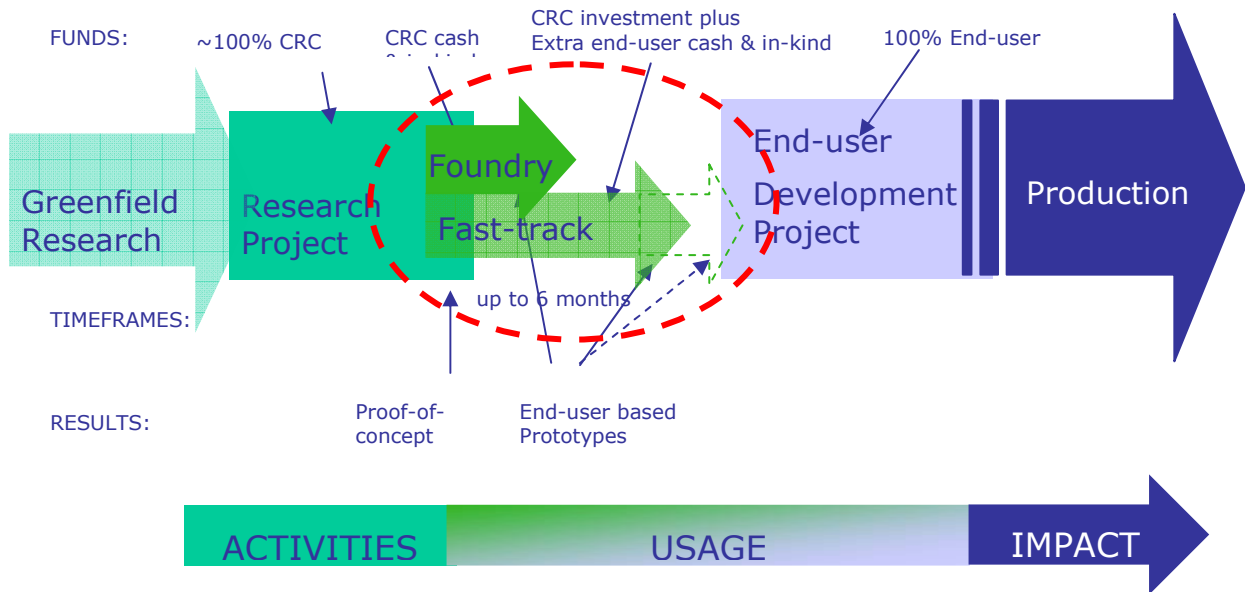 FUNDS:
~100% CRC
CRC cash
CRC investment plus
Extra end-user cash & in-kind
100% End-user
Greenfield
Research
Research
Project
Foundry
Fast-track
End-user
Development
Project
Production
up to 6 months
TIMEFRAMES:
RESULTS:
Proof-of-
concept
End-user based
Prototypes
ACTIVITIES
USAGE
IMPACT